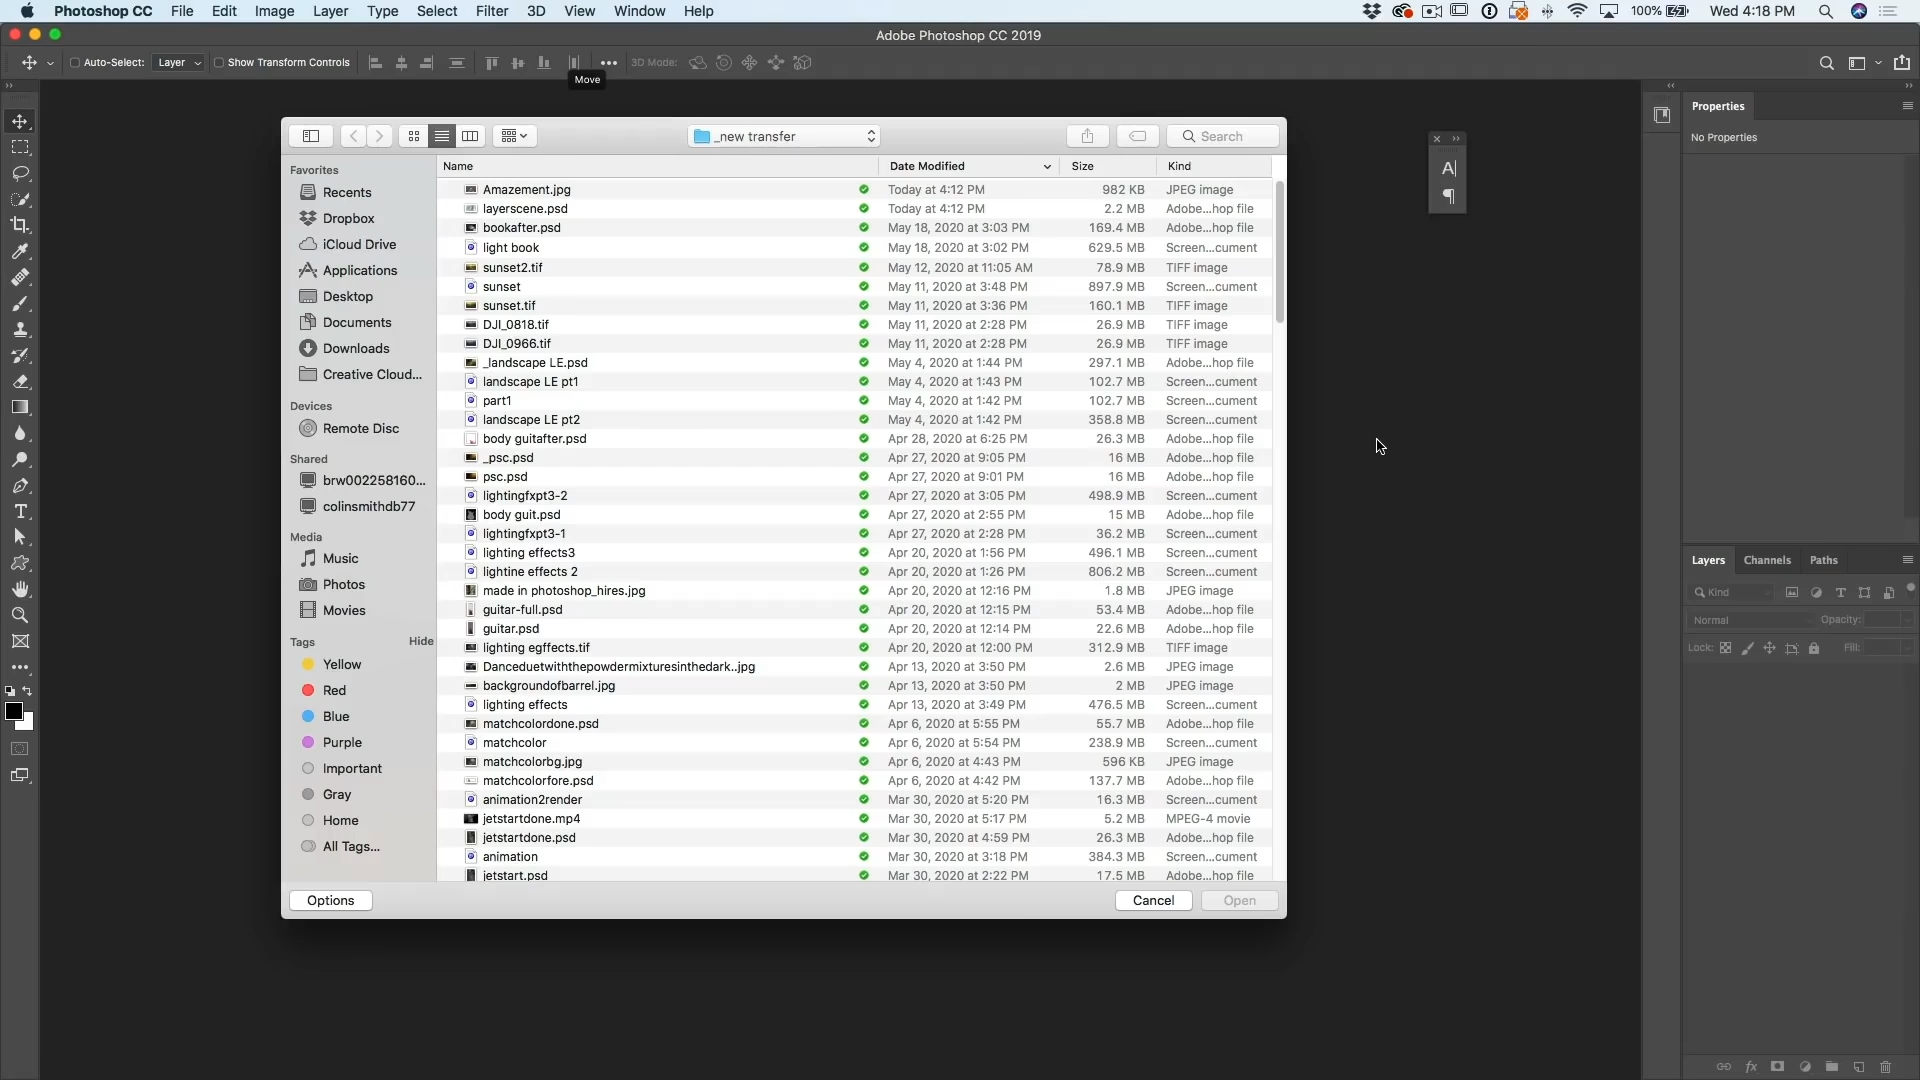 Photoshop CC File Edit Image Layer Type Select Filter 3D View Window Help 100% Wed 4:18 PM
Adobe Photoshop CC 2019
Auto-Select: Layer Show Transform Controls 3D Mode:
Move
_new transfer Search
Favorites
Recents
Dropbox
iCloud Drive
Applications
Desktop
Documents
Downloads
Creative Cloud...
Devices
Remote Disc
Shared
brw002258160...
colinsmithdb77
Media
Music
Photos
Movies
Tags Hide
Yellow
Red
Blue
Purple
Important
Gray
Home
All Tags...
Name Date Modified Size Kind
Amazement.jpg Today at 4:12 PM 982 KB JPEG image
layerscene.psd Today at 4:12 PM 2.2 MB Adobe...hop file
bookafter.psd May 18, 2020 at 3:03 PM 169.4 MB Adobe...hop file
light book May 18, 2020 at 3:02 PM 629.5 MB Screen...cument
sunset2.tif May 12, 2020 at 11:05 AM 78.9 MB TIFF image
sunset May 11, 2020 at 3:48 PM 897.9 MB Screen...cument
sunset.tif May 11, 2020 at 3:36 PM 160.1 MB TIFF image
DJI_0818.tif May 11, 2020 at 2:28 PM 26.9 MB TIFF image
DJI_0966.tif May 11, 2020 at 2:28 PM 26.9 MB TIFF image
_landscape LE.psd May 4, 2020 at 1:44 PM 297.1 MB Adobe...hop file
landscape LE pt1 May 4, 2020 at 1:43 PM 102.7 MB Screen...cument
part1 May 4, 2020 at 1:42 PM 102.7 MB Screen...cument
landscape LE pt2 May 4, 2020 at 1:42 PM 358.8 MB Screen...cument
body guitafter.psd Apr 28, 2020 at 6:25 PM 26.3 MB Adobe...hop file
_psc.psd Apr 27, 2020 at 9:05 PM 16 MB Adobe...hop file
psc.psd Apr 27, 2020 at 9:01 PM 16 MB Adobe...hop file
lightingfxpt3-2 Apr 27, 2020 at 3:05 PM 498.9 MB Screen...cument
body guit.psd Apr 27, 2020 at 2:55 PM 15 MB Adobe...hop file
lightingfxpt3-1 Apr 27, 2020 at 2:28 PM 36.2 MB Screen...cument
lighting effects3 Apr 20, 2020 at 1:56 PM 496.1 MB Screen...cument
lightine effects 2 Apr 20, 2020 at 1:26 PM 806.2 MB Screen...cument
made in photoshop_hires.jpg Apr 20, 2020 at 12:16 PM 1.8 MB JPEG image
guitar-full.psd Apr 20, 2020 at 12:15 PM 53.4 MB Adobe...hop file
guitar.psd Apr 20, 2020 at 12:14 PM 22.6 MB Adobe...hop file
lighting egffects.tif Apr 20, 2020 at 12:00 PM 312.9 MB TIFF image
Danceduetwiththepowdermixturesinthedark..jpg Apr 13, 2020 at 3:50 PM 2.6 MB JPEG image
backgroundofbarrel.jpg Apr 13, 2020 at 3:50 PM 2 MB JPEG image
lighting effects Apr 13, 2020 at 3:49 PM 476.5 MB Screen...cument
matchcolordone.psd Apr 6, 2020 at 5:55 PM 55.7 MB Adobe...hop file
matchcolor Apr 6, 2020 at 5:54 PM 238.9 MB Screen...cument
matchcolorbg.jpg Apr 6, 2020 at 4:43 PM 596 KB JPEG image
matchcolorfore.psd Apr 6, 2020 at 4:42 PM 137.7 MB Adobe...hop file
animation2render Mar 30, 2020 at 5:20 PM 16.3 MB Screen...cument
jetstartdone.mp4 Mar 30, 2020 at 5:17 PM 5.2 MB MPEG-4 movie
jetstartdone.psd Mar 30, 2020 at 4:59 PM 26.3 MB Adobe...hop file
animation Mar 30, 2020 at 3:18 PM 384.3 MB Screen...cument
jetstart.psd Mar 30, 2020 at 2:22 PM 17.5 MB Adobe...hop file
Options Cancel Open
Properties
No Properties
Layers Channels Paths
Kind
Normal Opacity:
Lock: Fill: